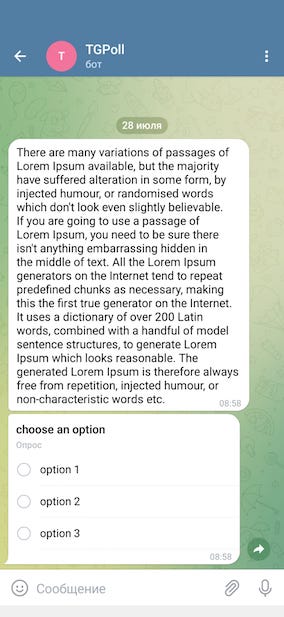 TGPoll
бот
28 июля
There are many variations of passages of
Lorem Ipsum available, but the majority
have suffered alteration in some form, by
injected humour, or randomised words
which don't look even slightly believable.
If you are going to use a passage of
Lorem Ipsum, you need to be sure there
isn't anything embarrassing hidden in
the middle of text. All the Lorem Ipsum
generators on the Internet tend to repeat
predefined chunks as necessary, making
this the first true generator on the Internet.
It uses a dictionary of over 200 Latin
words, combined with a handful of model
sentence structures, to generate Lorem
Ipsum which looks reasonable. The
generated Lorem Ipsum is therefore always
free from repetition, injected humour, or
non-characteristic words etc.
08:58
choose an option
Опрос
option 1
option 2
option 3
08:58
Сообщение